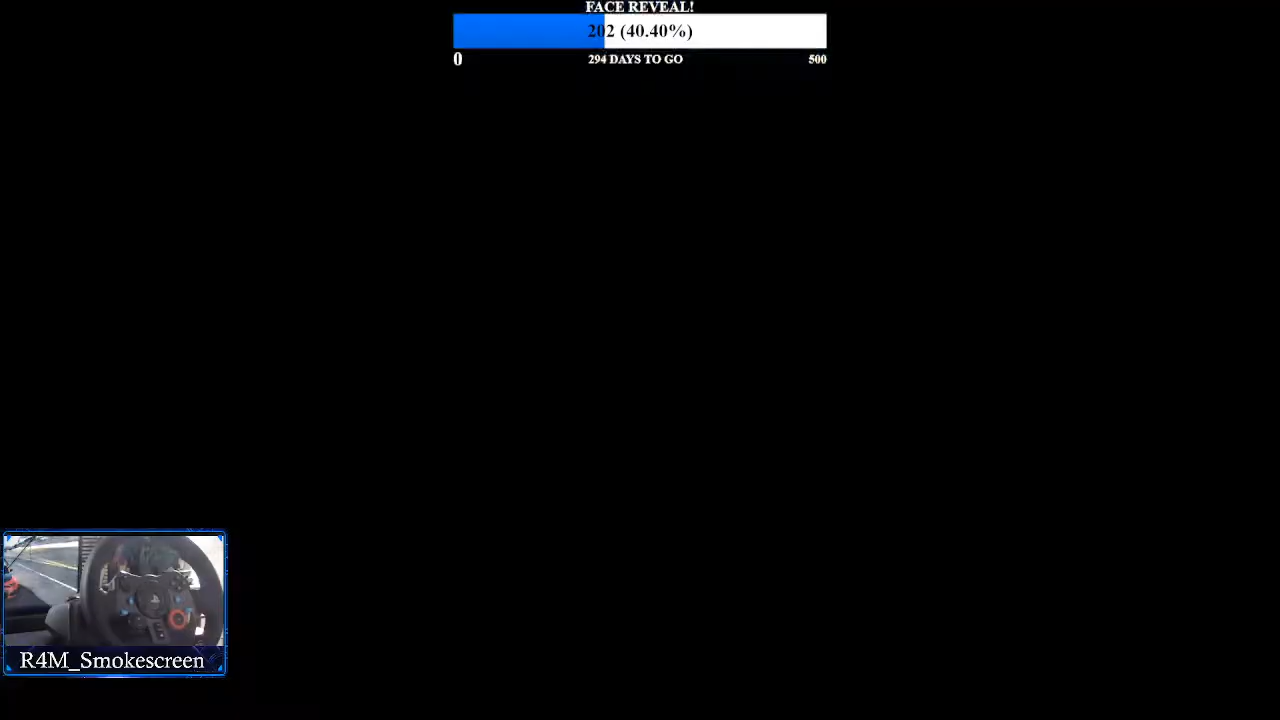 FACE REVEAL!
202 (40.40%)
0 294 DAYS TO GO 500
R4M_Smokescreen